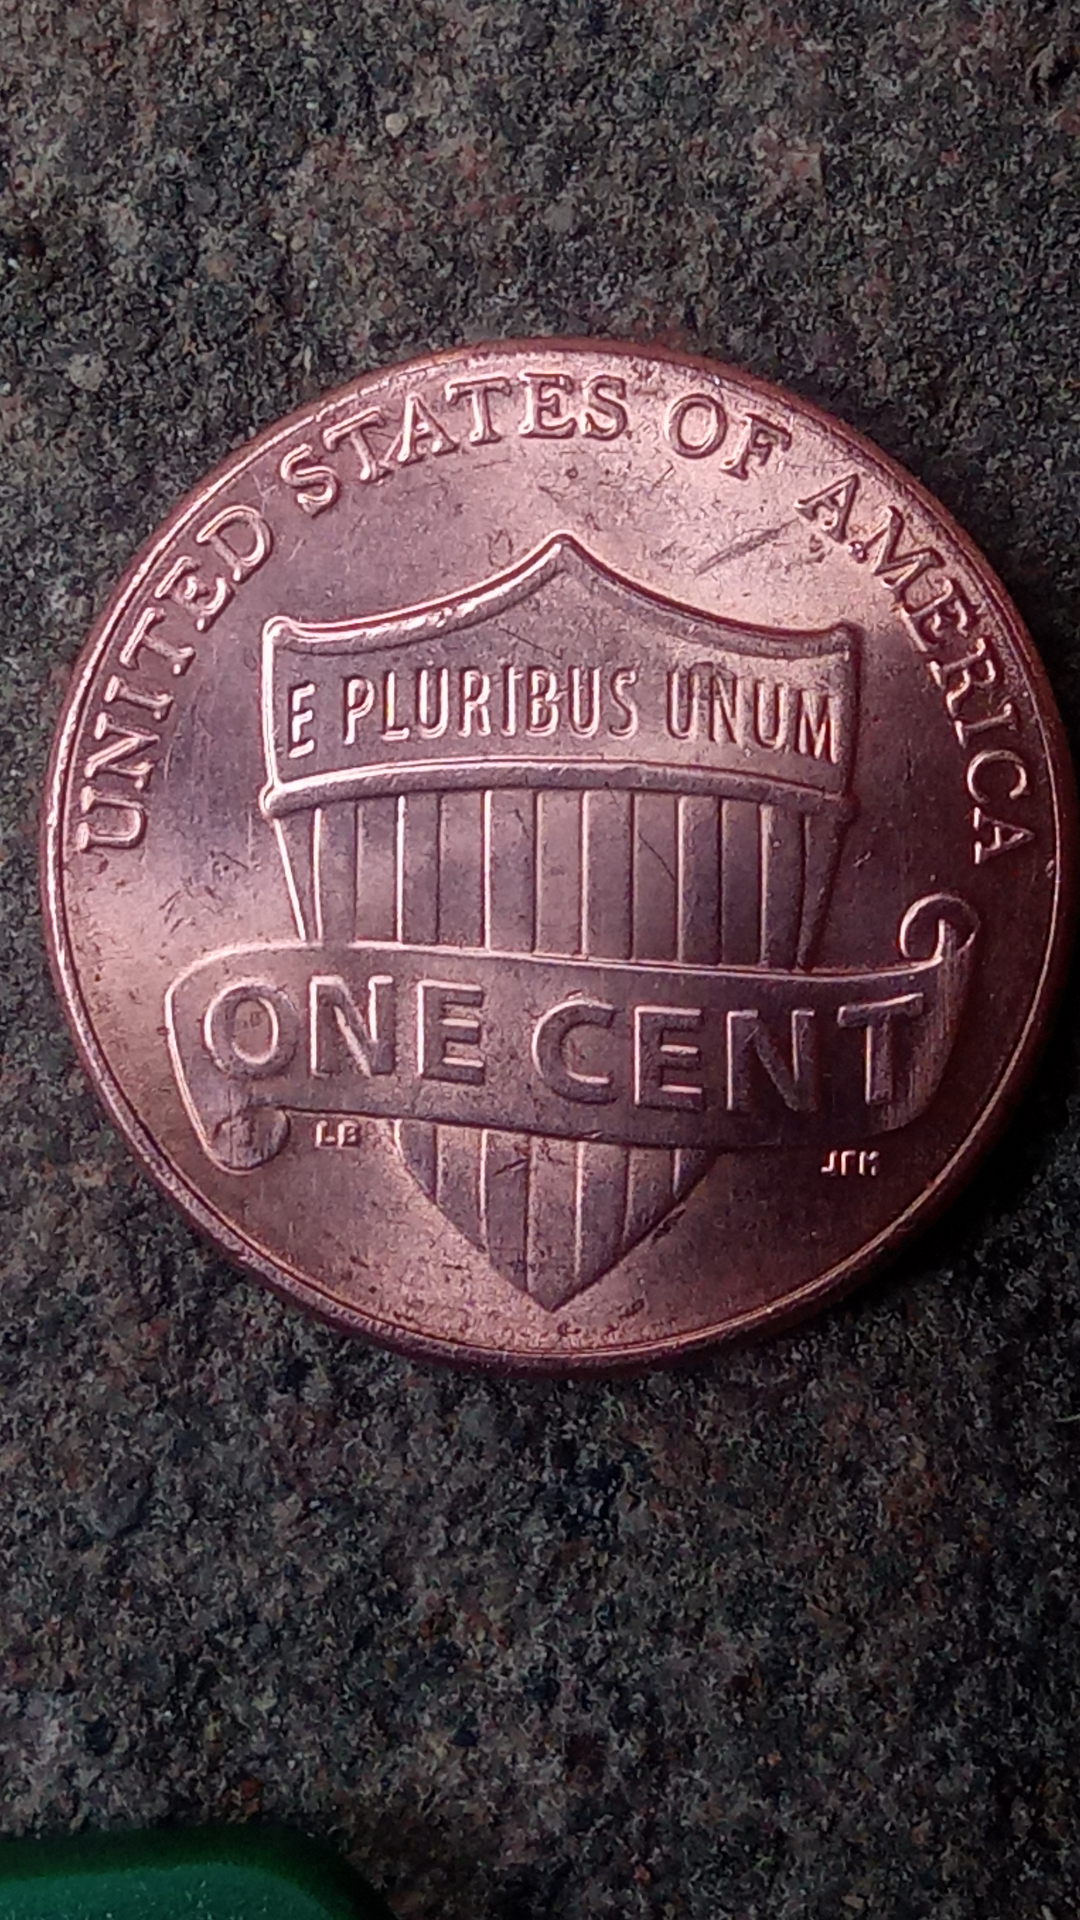 UNITED STATES OF AMERICA
E PLURIBUS UNUM
ONE CENT
LB
JFM